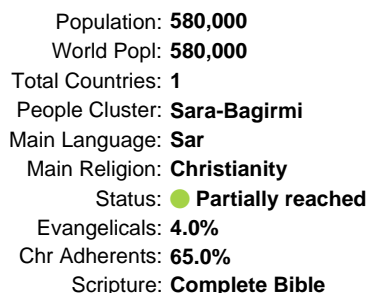 Population: 580,000
World Popl: 580,000
Total Countries: 1
People Cluster: Sara-Bagirmi
Main Language: Sar
Main Religion: Christianity
Status: Partially reached
Evangelicals: 4.0%
Chr Adherents: 65.0%
Scripture: Complete Bible